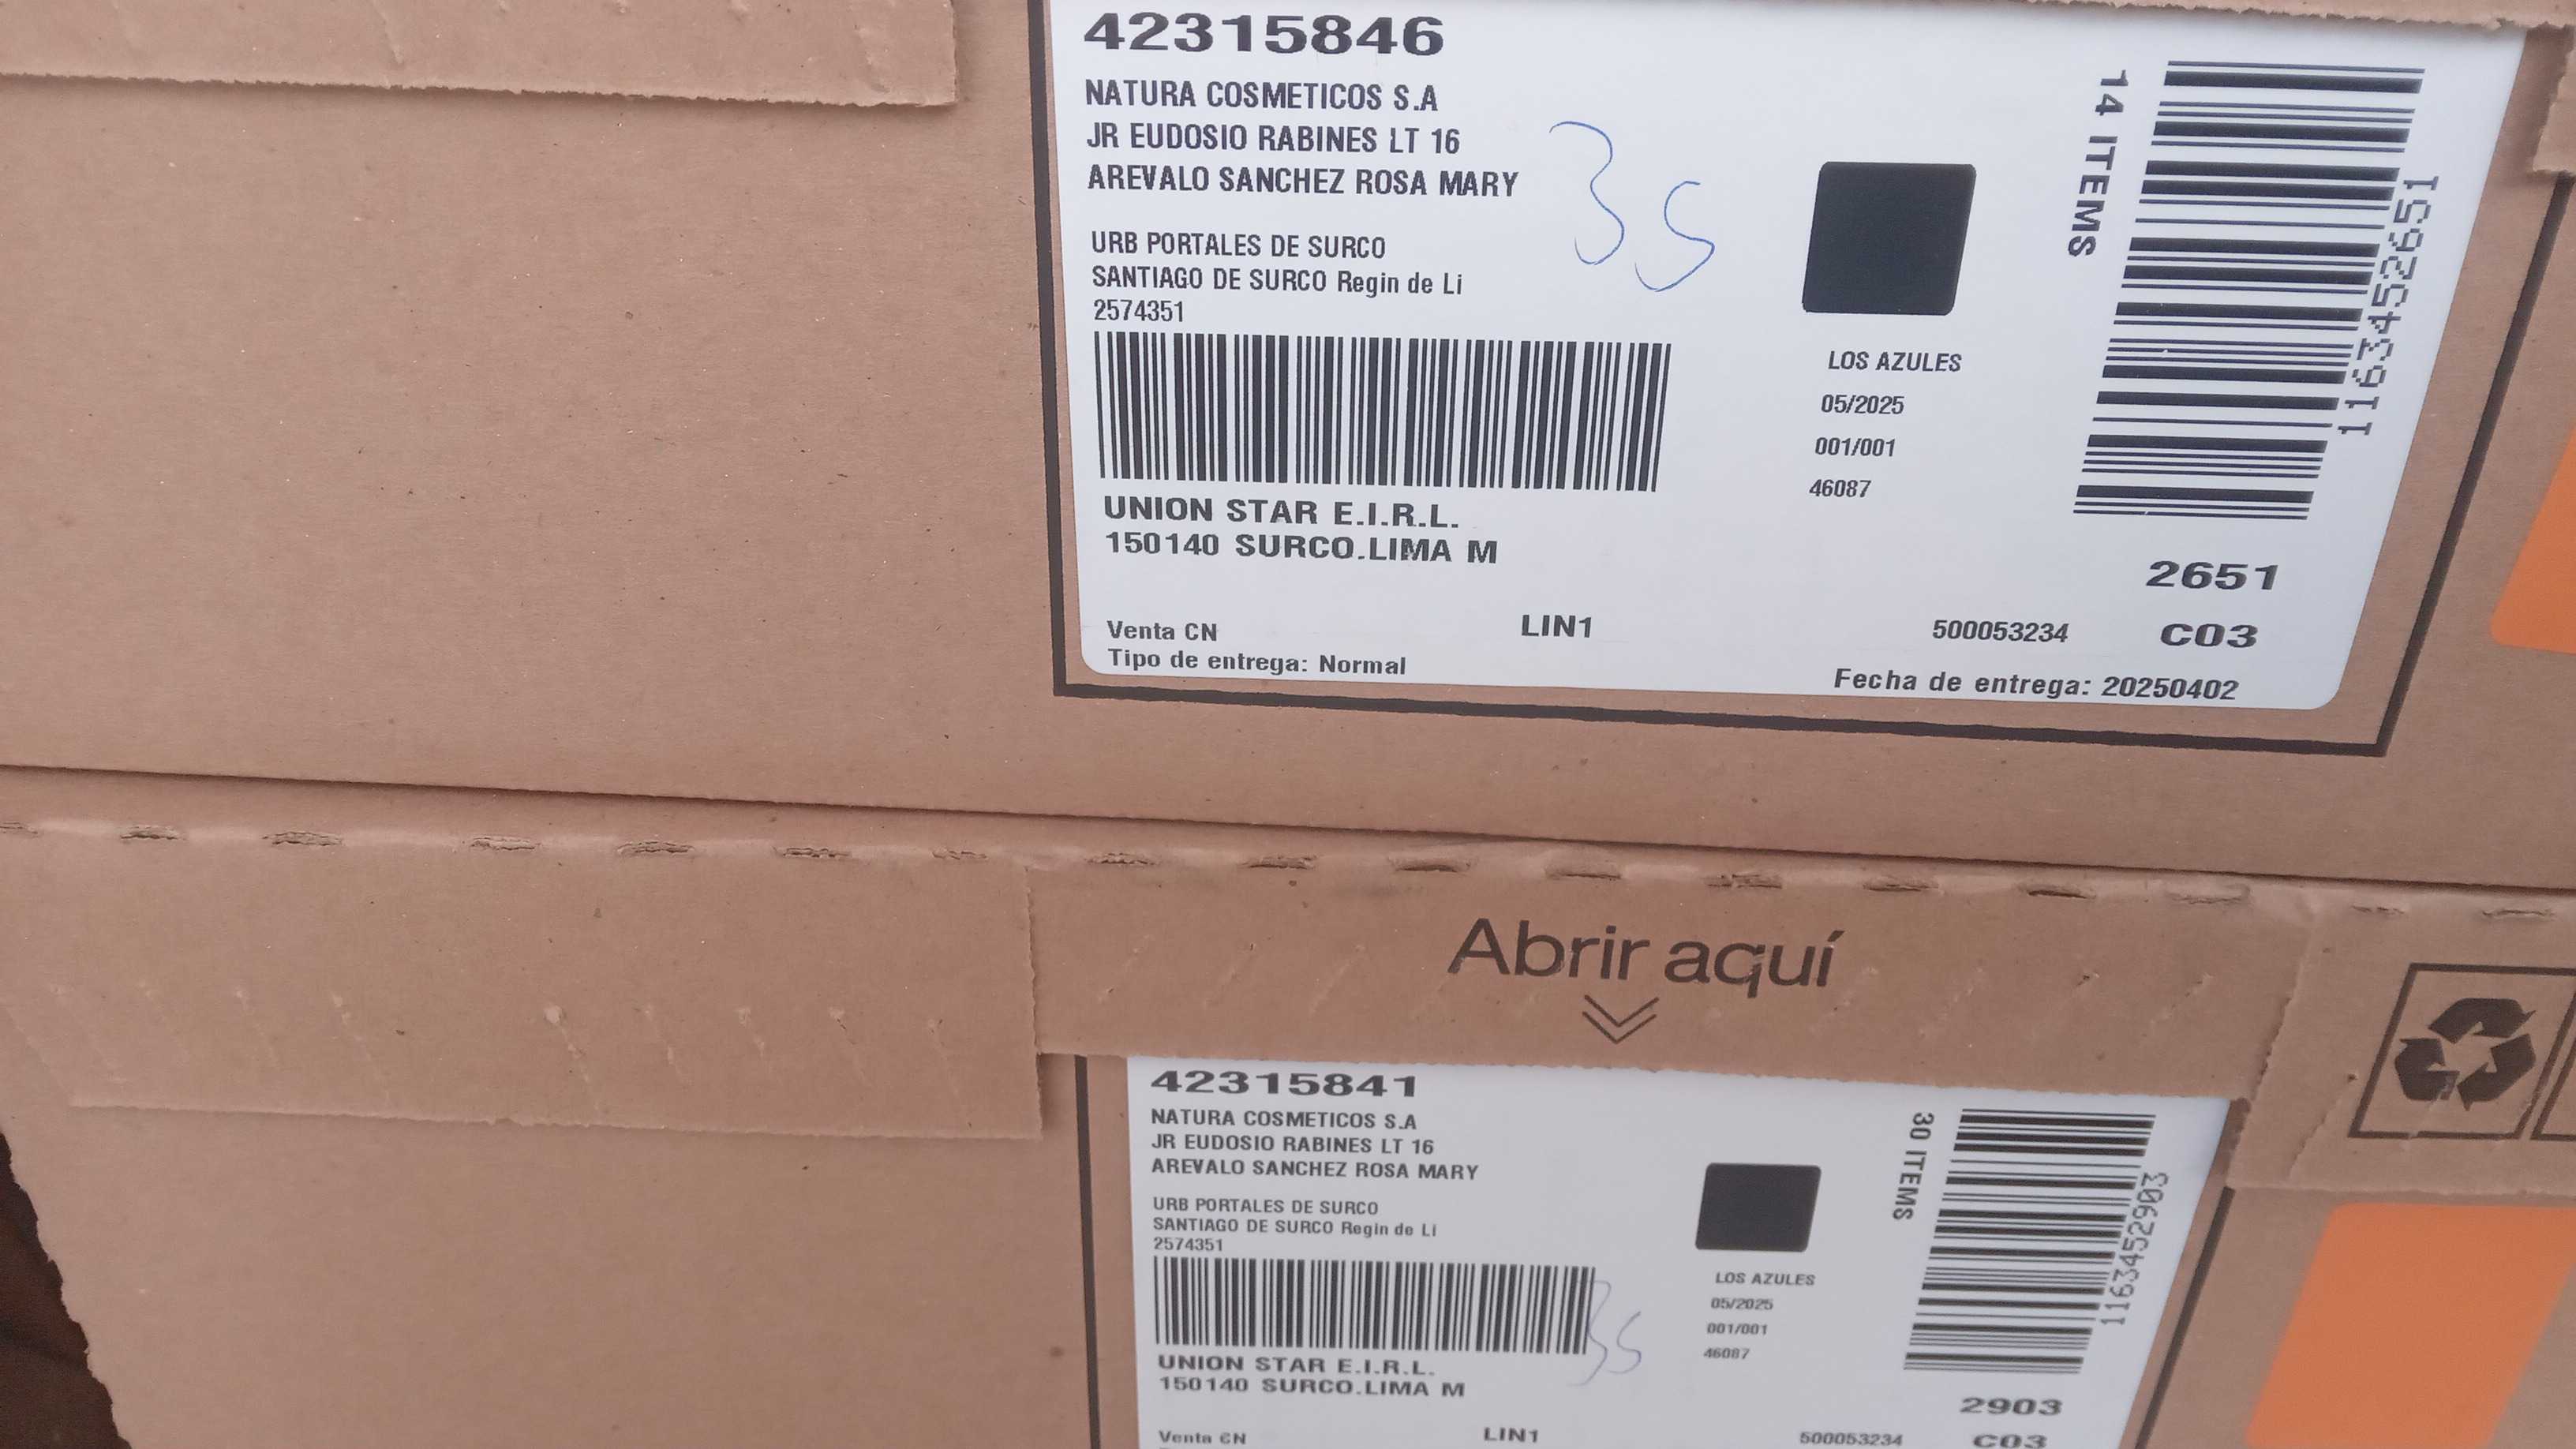 42315846
NATURA COSMETICOS S.A
JR EUDOSIO RABINES LT 16
AREVALO SANCHEZ ROSA MARY
35
URB PORTALES DE SURCO
SANTIAGO DE SURCO Regin de Li
2574351
UNION STAR E.I.R.L.
150140 SURCO.LIMA M
LOS AZULES
05/2025
001/001
46087
14 ITEMS
1163452651
2651
Venta CN LIN1 500053234 C03
Tipo de entrega: Normal
Fecha de entrega: 20250402
Abrir aquí
42315841
NATURA COSMETICOS S.A
JR EUDOSIO RABINES LT 16
AREVALO SANCHEZ ROSA MARY
URB PORTALES DE SURCO
SANTIAGO DE SURCO Regin de Li
2574351
35
UNION STAR E.I.R.L.
150140 SURCO.LIMA M
LOS AZULES
05/2025
001/001
46087
30 ITEMS
1163452903
2903
Venta CN LIN1 500053234 C03